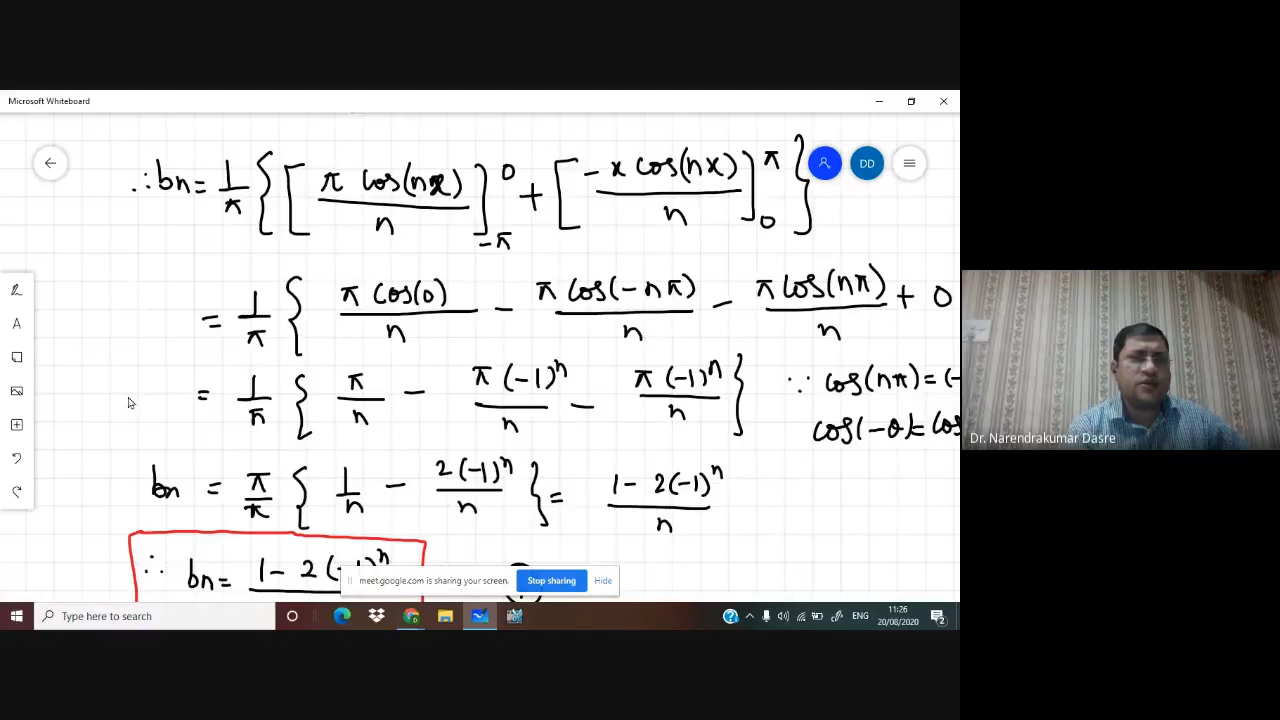 Microsoft Whiteboard
∴ bn = 1/π { [ π cos(nx) / n ]_{-π}^{0} + [ -x cos(nx) / n ]_{0}^{π} }
DD
= 1/π { π cos(0) / n - π cos(-nπ) / n - π cos(nπ) / n + 0
= 1/π { π/n - π(-1)^n / n - π(-1)^n / n } ∵ cos(nπ) = (-
cos(-θ) = cos
Dr. Narendrakumar Dasre
bn = π/π { 1/n - 2(-1)^n / n } = 1 - 2(-1)^n / n
∴ bn = 1 - 2(-1)^n
meet.google.com is sharing your screen. Stop sharing Hide
Type here to search
ENG
11:26
20/08/2020
2